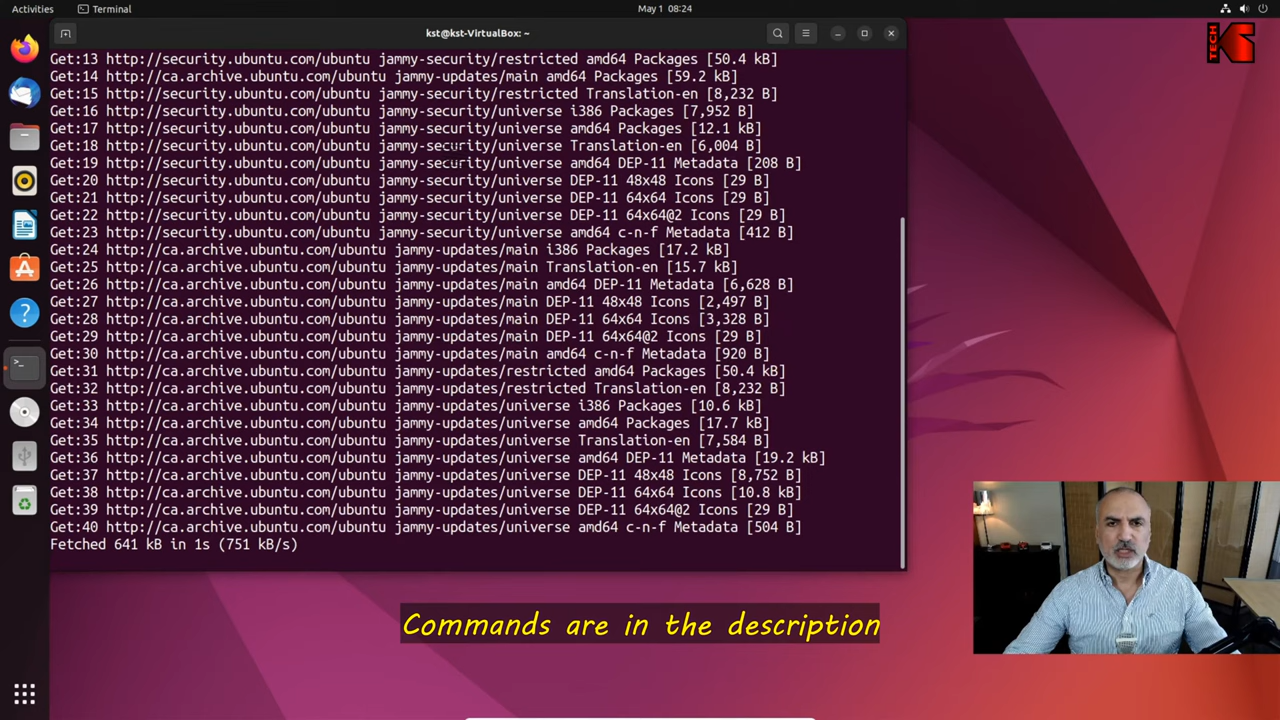 Activities
Terminal
May 1 08:24
kst@kst-VirtualBox: ~
TECH
KS
Get:13 http://security.ubuntu.com/ubuntu jammy-security/restricted amd64 Packages [50.4 kB]
Get:14 http://ca.archive.ubuntu.com/ubuntu jammy-updates/main amd64 Packages [59.2 kB]
Get:15 http://security.ubuntu.com/ubuntu jammy-security/restricted Translation-en [8,232 B]
Get:16 http://security.ubuntu.com/ubuntu jammy-security/universe i386 Packages [7,952 B]
Get:17 http://security.ubuntu.com/ubuntu jammy-security/universe amd64 Packages [12.1 kB]
Get:18 http://security.ubuntu.com/ubuntu jammy-security/universe Translation-en [6,004 B]
Get:19 http://security.ubuntu.com/ubuntu jammy-security/universe amd64 DEP-11 Metadata [208 B]
Get:20 http://security.ubuntu.com/ubuntu jammy-security/universe DEP-11 48x48 Icons [29 B]
Get:21 http://security.ubuntu.com/ubuntu jammy-security/universe DEP-11 64x64 Icons [29 B]
Get:22 http://security.ubuntu.com/ubuntu jammy-security/universe DEP-11 64x64@2 Icons [29 B]
Get:23 http://security.ubuntu.com/ubuntu jammy-security/universe amd64 c-n-f Metadata [412 B]
Get:24 http://ca.archive.ubuntu.com/ubuntu jammy-updates/main i386 Packages [17.2 kB]
Get:25 http://ca.archive.ubuntu.com/ubuntu jammy-updates/main Translation-en [15.7 kB]
Get:26 http://ca.archive.ubuntu.com/ubuntu jammy-updates/main amd64 DEP-11 Metadata [6,628 B]
Get:27 http://ca.archive.ubuntu.com/ubuntu jammy-updates/main DEP-11 48x48 Icons [2,497 B]
Get:28 http://ca.archive.ubuntu.com/ubuntu jammy-updates/main DEP-11 64x64 Icons [3,328 B]
Get:29 http://ca.archive.ubuntu.com/ubuntu jammy-updates/main DEP-11 64x64@2 Icons [29 B]
Get:30 http://ca.archive.ubuntu.com/ubuntu jammy-updates/main amd64 c-n-f Metadata [920 B]
Get:31 http://ca.archive.ubuntu.com/ubuntu jammy-updates/restricted amd64 Packages [50.4 kB]
Get:32 http://ca.archive.ubuntu.com/ubuntu jammy-updates/restricted Translation-en [8,232 B]
Get:33 http://ca.archive.ubuntu.com/ubuntu jammy-updates/universe i386 Packages [10.6 kB]
Get:34 http://ca.archive.ubuntu.com/ubuntu jammy-updates/universe amd64 Packages [17.7 kB]
Get:35 http://ca.archive.ubuntu.com/ubuntu jammy-updates/universe Translation-en [7,584 B]
Get:36 http://ca.archive.ubuntu.com/ubuntu jammy-updates/universe amd64 DEP-11 Metadata [19.2 kB]
Get:37 http://ca.archive.ubuntu.com/ubuntu jammy-updates/universe DEP-11 48x48 Icons [8,752 B]
Get:38 http://ca.archive.ubuntu.com/ubuntu jammy-updates/universe DEP-11 64x64 Icons [10.8 kB]
Get:39 http://ca.archive.ubuntu.com/ubuntu jammy-updates/universe DEP-11 64x64@2 Icons [29 B]
Get:40 http://ca.archive.ubuntu.com/ubuntu jammy-updates/universe amd64 c-n-f Metadata [504 B]
Fetched 641 kB in 1s (751 kB/s)
Commands are in the description